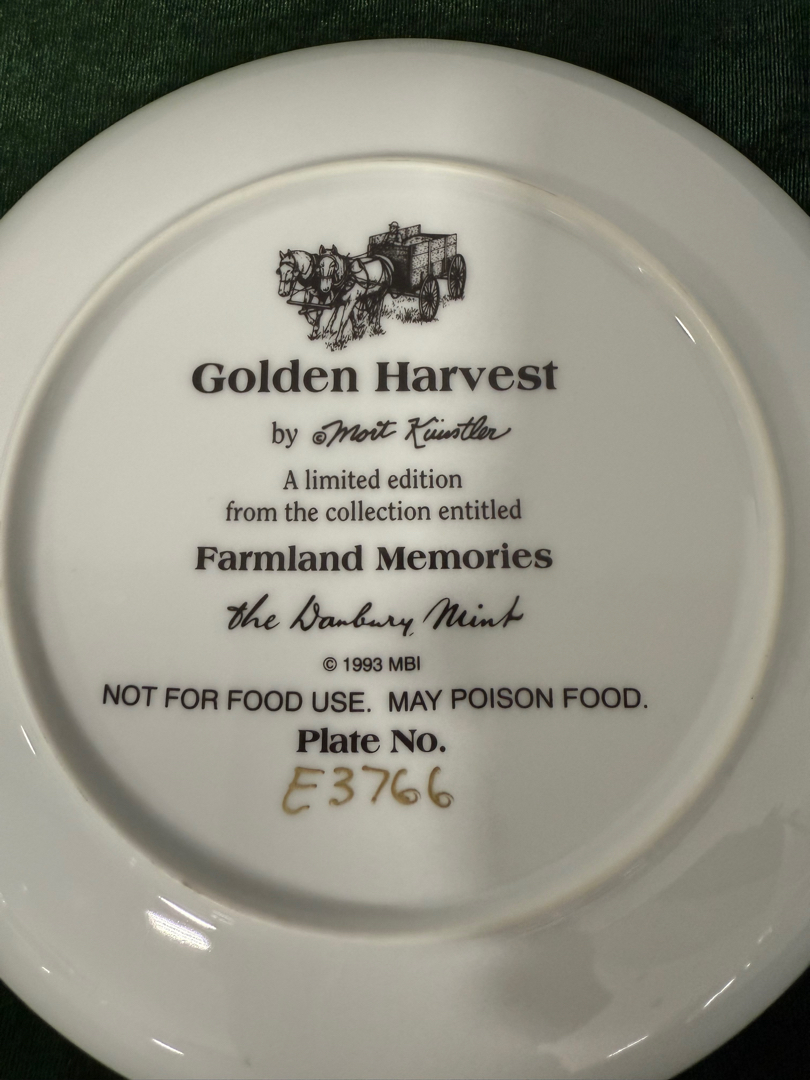 Golden Harvest
by © Mort Künstler
A limited edition
from the collection entitled
Farmland Memories
the Danbury Mint
© 1993 MBI
NOT FOR FOOD USE. MAY POISON FOOD.
Plate No.
E3766